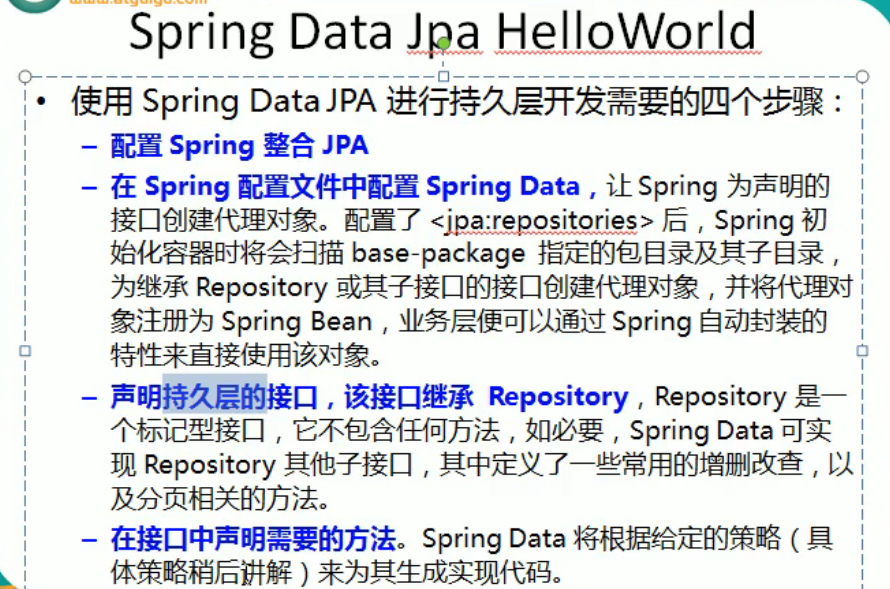 www.atguigu.com
Spring Data Jpa HelloWorld
• 使用 Spring Data JPA 进行持久层开发需要的四个步骤：
– 配置 Spring 整合 JPA
– 在 Spring 配置文件中配置 Spring Data，让 Spring 为声明的
接口创建代理对象。配置了 <jpa:repositories> 后，Spring 初
始化容器时将会扫描 base-package 指定的包目录及其子目录，
为继承 Repository 或其子接口的接口创建代理对象，并将代理对
象注册为 Spring Bean，业务层便可以通过 Spring 自动封装的
特性来直接使用该对象。
– 声明持久层的接口，该接口继承 Repository，Repository 是一
个标记型接口，它不包含任何方法，如必要，Spring Data 可实
现 Repository 其他子接口，其中定义了一些常用的增删改查，以
及分页相关的方法。
– 在接口中声明需要的方法。Spring Data 将根据给定的策略（具
体策略稍后讲解）来为其生成实现代码。